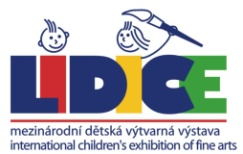 LIDICE
mezinárodní dětská výtvarná výstava
international children's exhibition of fine arts